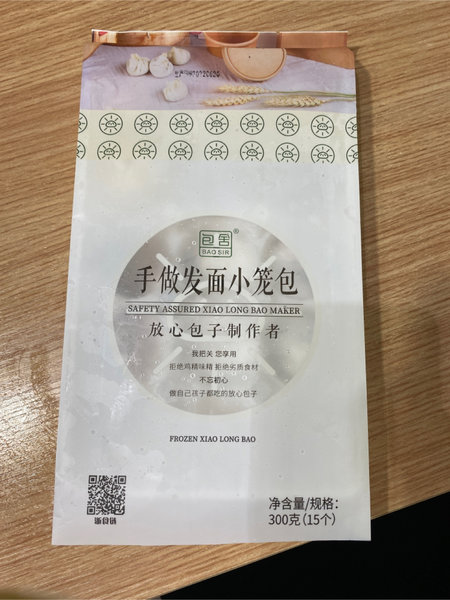 包舍®
BAO SIR
手做发面小笼包
SAFETY ASSURED XIAO LONG BAO MAKER
放心包子制作者
我把关 您享用
拒绝鸡精味精 拒绝劣质食材
不忘初心
做自己孩子都吃的放心包子
FROZEN XIAO LONG BAO
净含量/规格:
300克(15个)